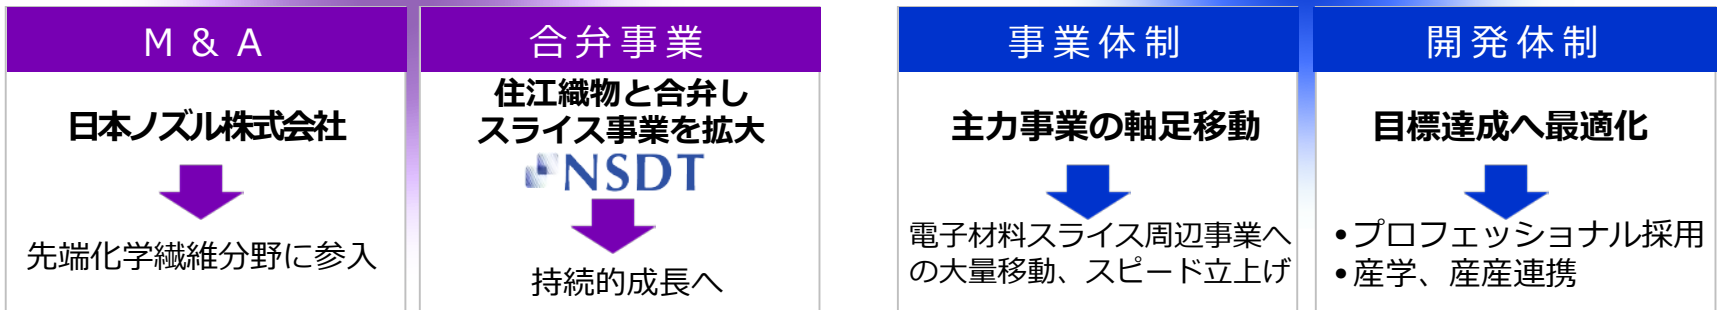 M&A
日本ノズル株式会社
先端化学繊維分野に参入
合弁事業
住江織物と合弁し
スライス事業を拡大
NSDT
持続的成長へ
事業体制
主力事業の軸足移動
電子材料スライス周辺事業へ
の大量移動、スピード立上げ
開発体制
目標達成へ最適化
•プロフェッショナル採用
•産学、産産連携